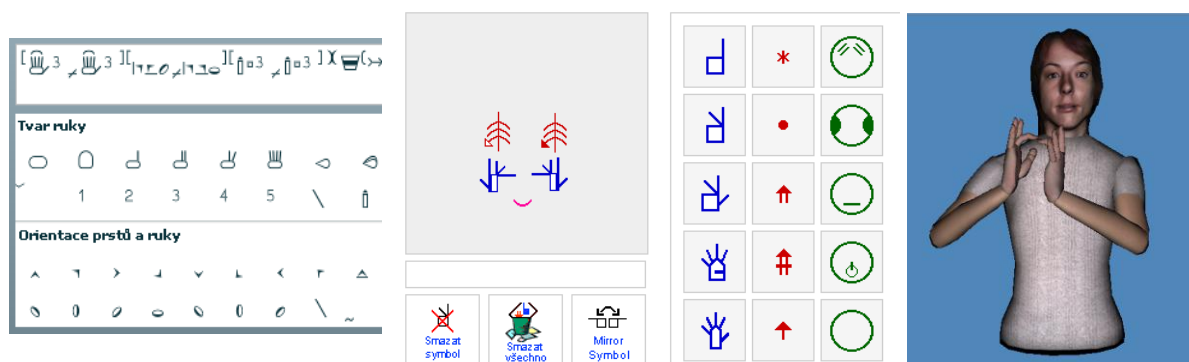 Tvar ruky
1 2 3 4 5
Orientace prstů a ruky
Smazat
symbol
Smazat
všechno
Mirror
Symbol